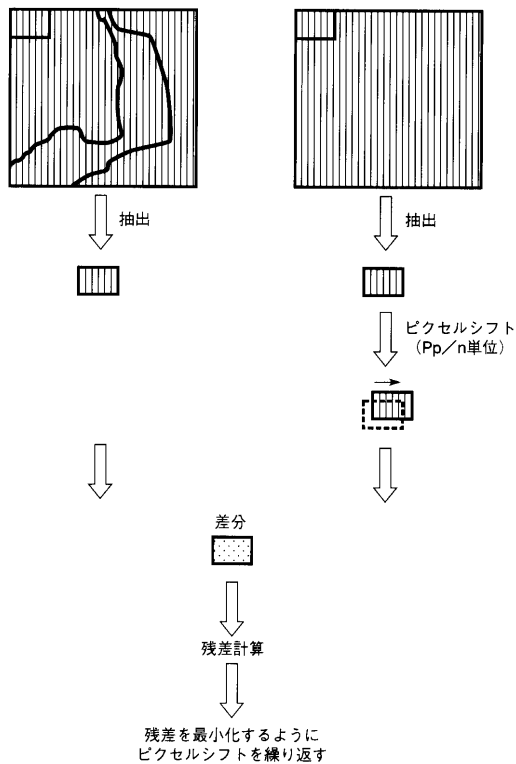 抽出
抽出
ピクセルシフト
（Pp／n単位）
差分
残差計算
残差を最小化するように
ピクセルシフトを繰り返す